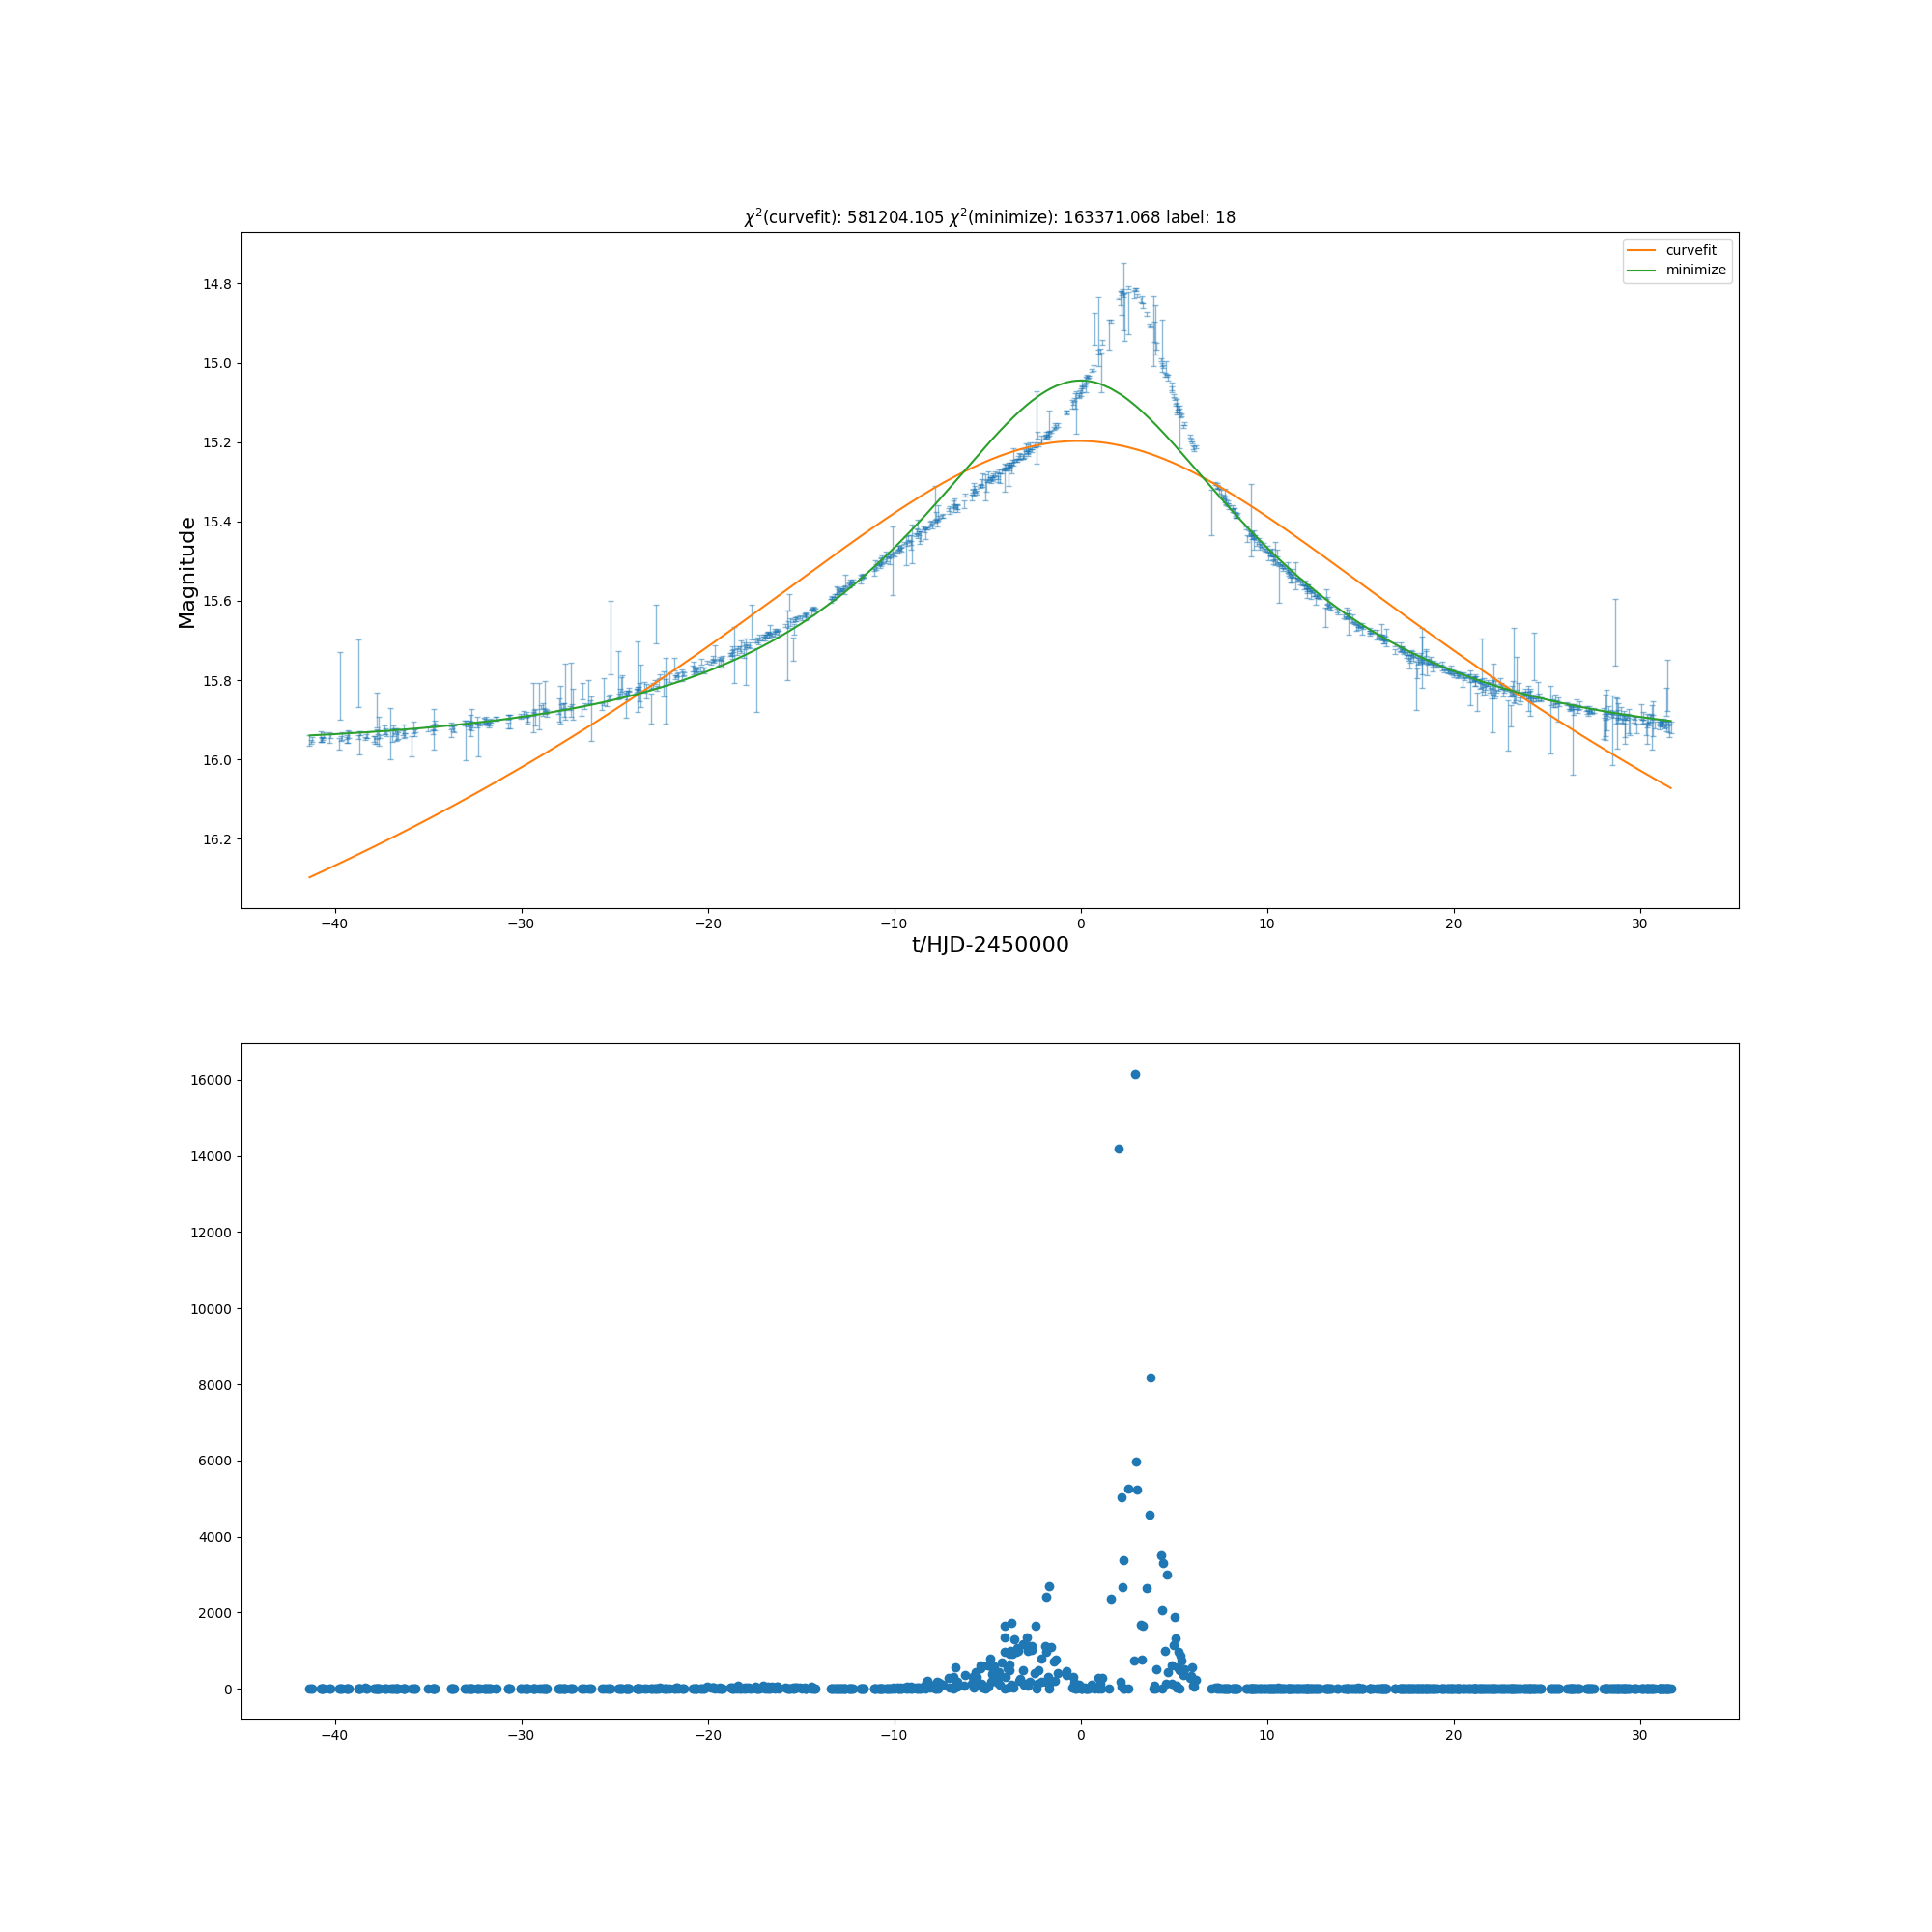 χ²(curvefit): 581204.105 χ²(minimize): 163371.068 label: 18
curvefit
minimize
14.8
15.0
15.2
15.4
15.6
15.8
16.0
16.2
Magnitude
−40 −30 −20 −10 0 10 20 30
t/HJD-2450000
16000
14000
12000
10000
8000
6000
4000
2000
0
−40 −30 −20 −10 0 10 20 30